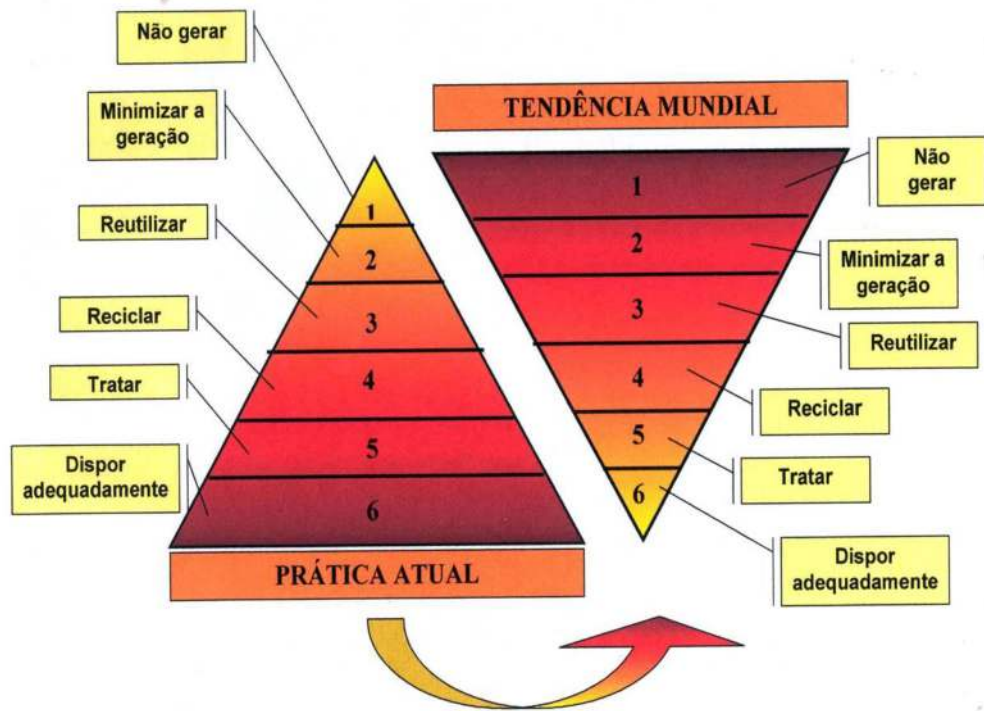 Não gerar
Minimizar a
geração
Reutilizar
Reciclar
Tratar
Dispor
adequadamente
1
2
3
4
5
6
PRÁTICA ATUAL
TENDÊNCIA MUNDIAL
1
2
3
4
5
6
Não
gerar
Minimizar a
geração
Reutilizar
Reciclar
Tratar
Dispor
adequadamente